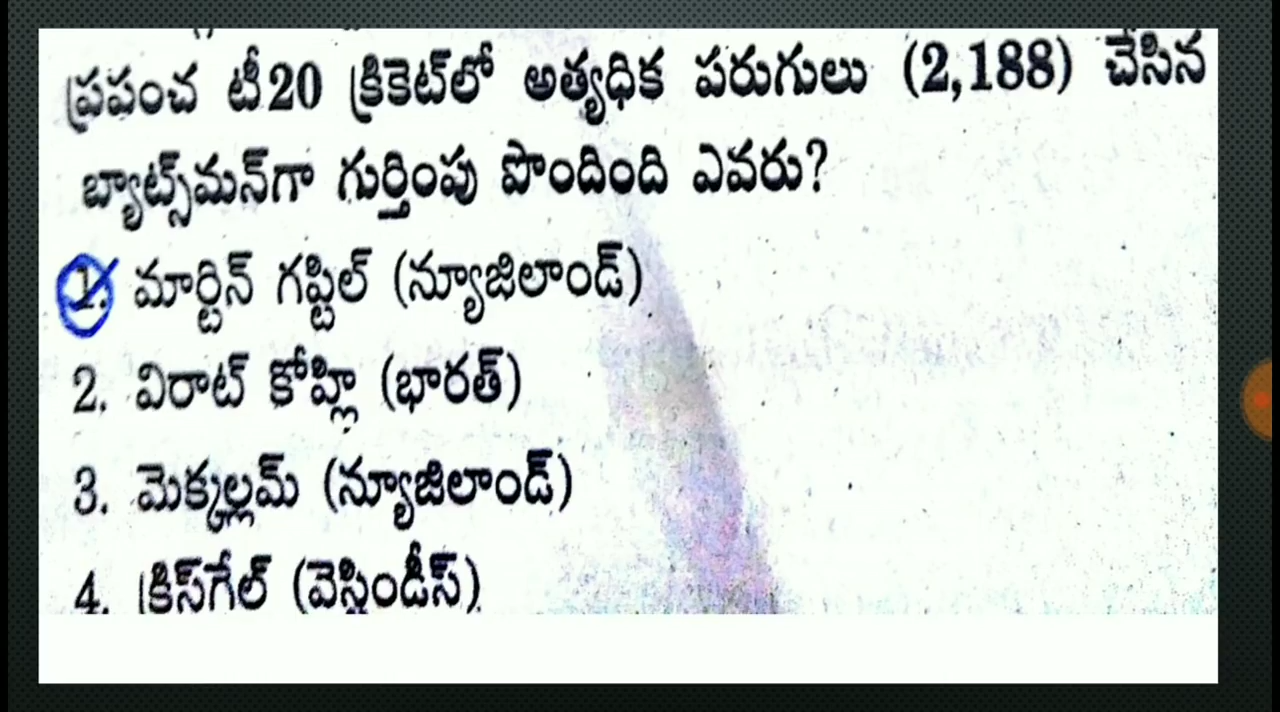 ప్రపంచ టీ20 క్రికెట్‌లో అత్యధిక పరుగులు (2,188) చేసిన
బ్యాట్స్‌మన్‌గా గుర్తింపు పొందింది ఎవరు?
1. మార్టిన్ గప్టిల్ (న్యూజిలాండ్)
2. విరాట్ కోహ్లి (భారత్)
3. మెక్కల్లమ్ (న్యూజిలాండ్)
4. క్రిస్‌గేల్ (వెస్టిండీస్)